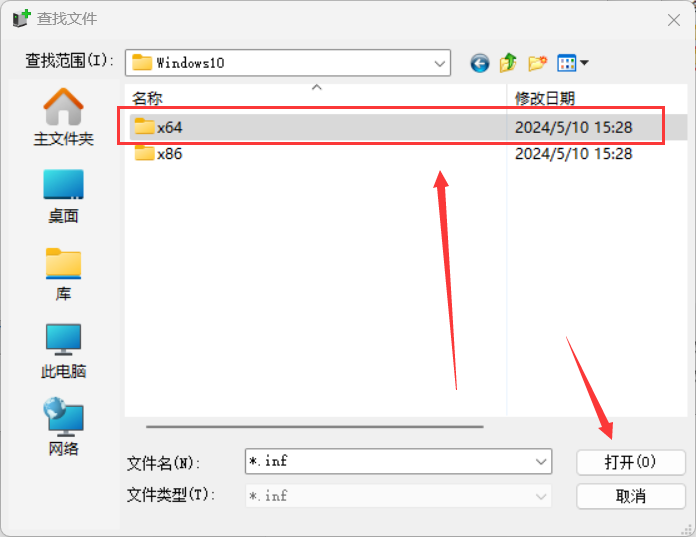 查找文件
查找范围(I):
Windows10
名称
修改日期
x64
2024/5/10 15:28
x86
2024/5/10 15:28
主文件夹
桌面
库
此电脑
网络
文件名(N):
*.inf
打开(O)
文件类型(T):
*.inf
取消